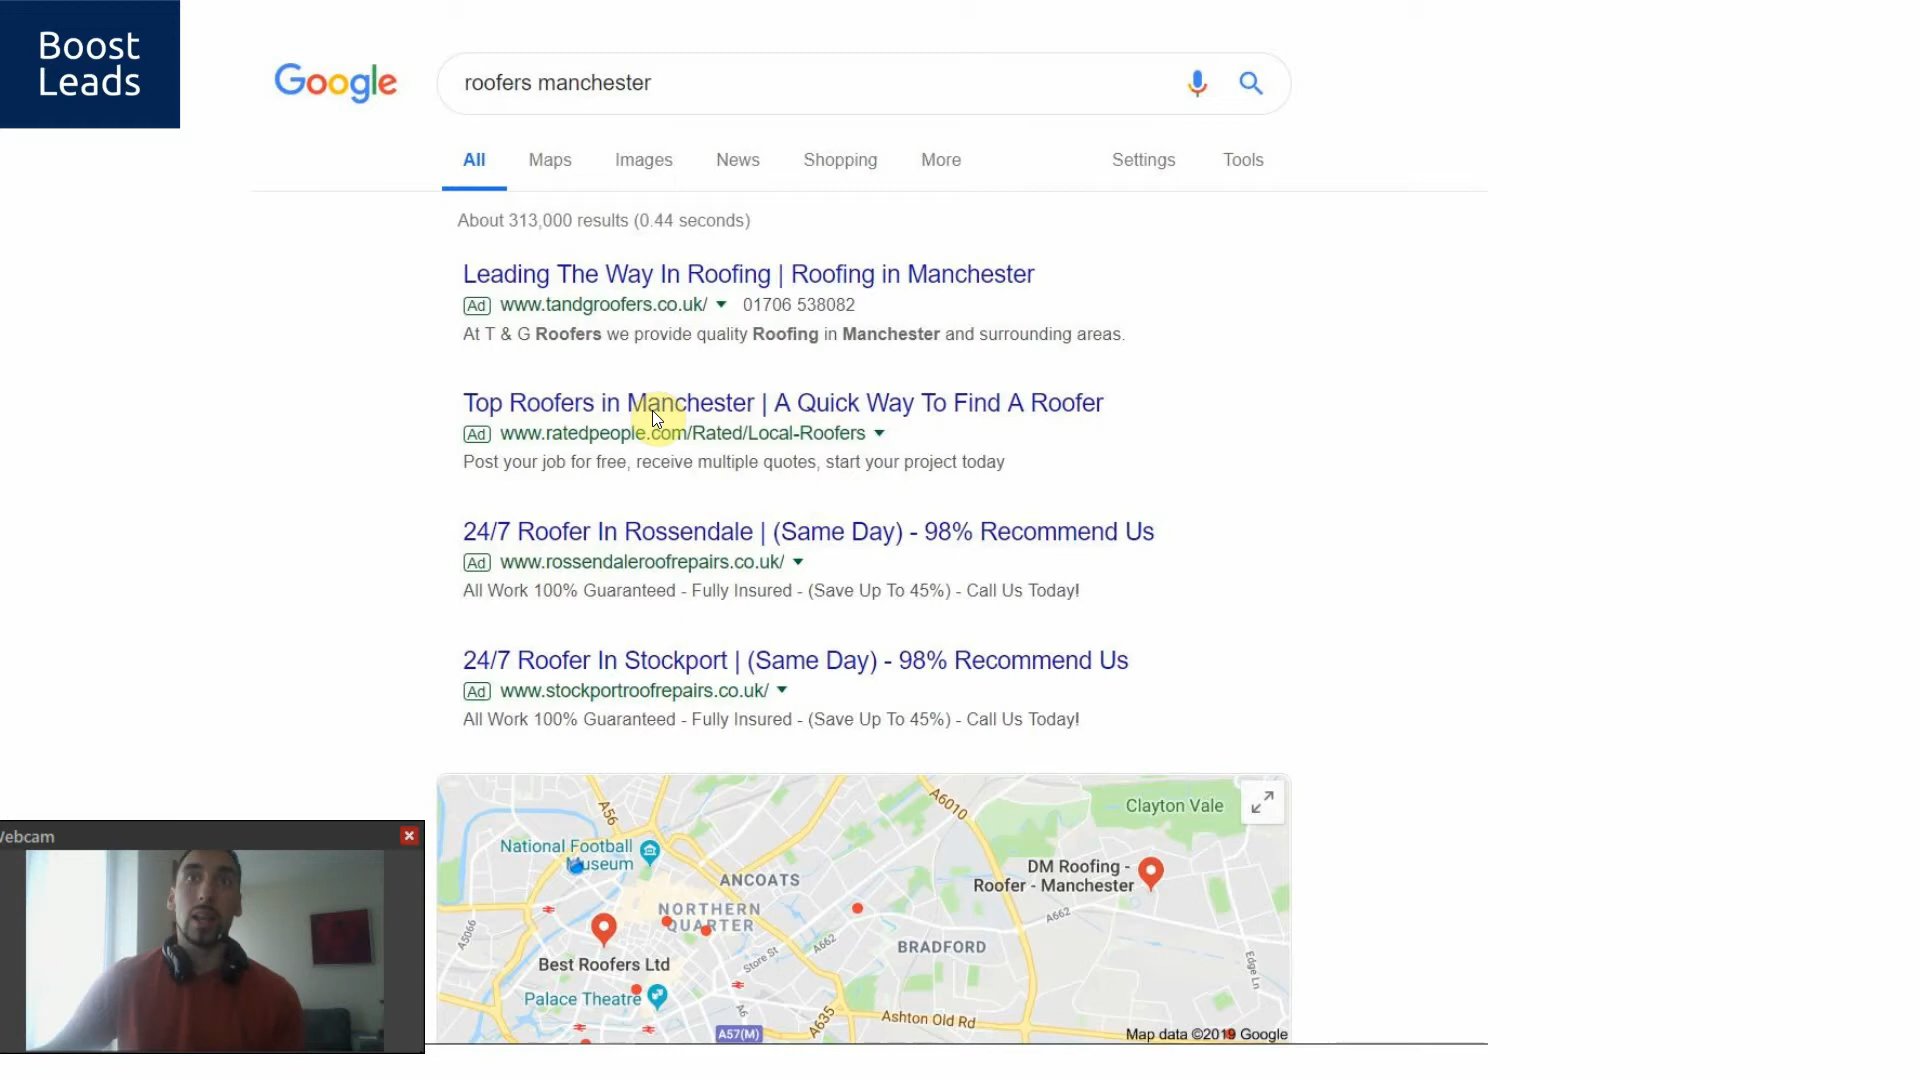 Boost
Leads
Google
roofers manchester
All Maps Images News Shopping More Settings Tools
About 313,000 results (0.44 seconds)
Leading The Way In Roofing | Roofing in Manchester
Ad www.tandgroofers.co.uk/ 01706 538082
At T & G Roofers we provide quality Roofing in Manchester and surrounding areas.
Top Roofers in Manchester | A Quick Way To Find A Roofer
Ad www.ratedpeople.com/Rated/Local-Roofers
Post your job for free, receive multiple quotes, start your project today
24/7 Roofer In Rossendale | (Same Day) - 98% Recommend Us
Ad www.rossendaleroofrepairs.co.uk/
All Work 100% Guaranteed - Fully Insured - (Save Up To 45%) - Call Us Today!
24/7 Roofer In Stockport | (Same Day) - 98% Recommend Us
Ad www.stockportroofrepairs.co.uk/
All Work 100% Guaranteed - Fully Insured - (Save Up To 45%) - Call Us Today!
A56
A6010
Clayton Vale
National Football
Museum
ANCOATS
DM Roofing -
Roofer - Manchester
NORTHERN
QUARTER
A662
A5066
A662
BRADFORD
Store St
Edge Ln
Best Roofers Ltd
Palace Theatre
A6
A635
Ashton Old Rd
A57(M)
Map data ©2019 Google
Webcam